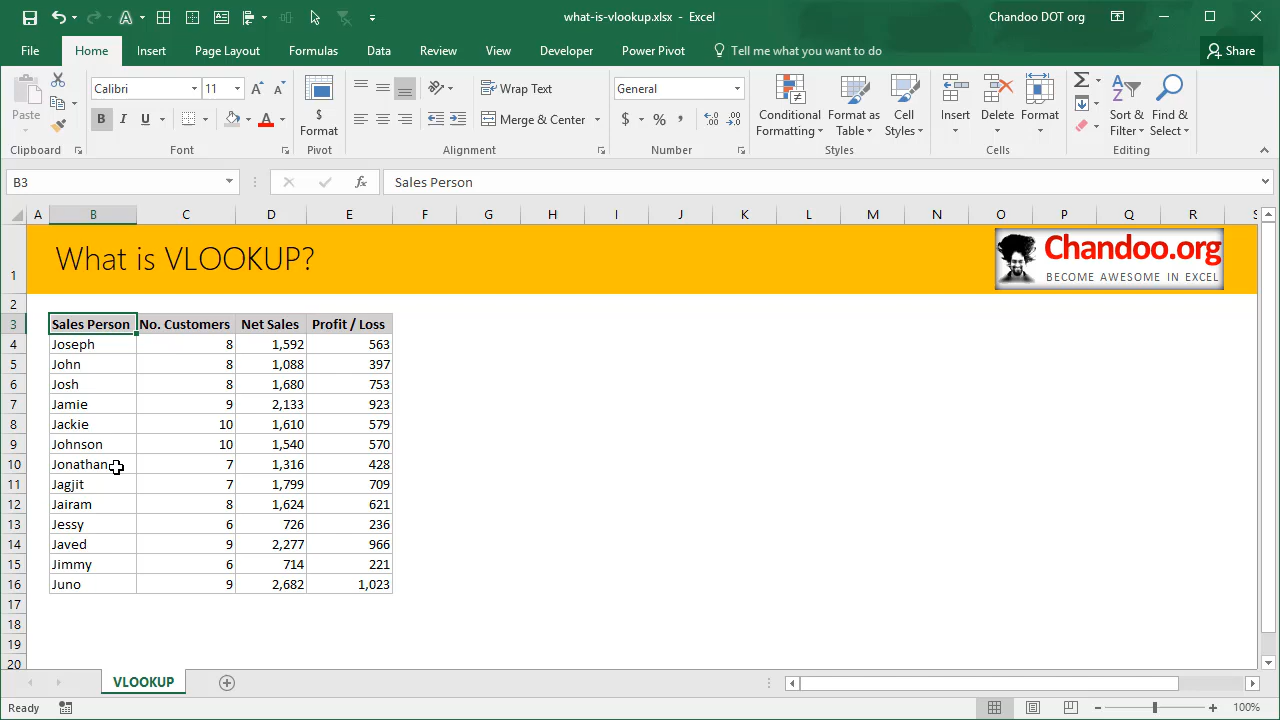 what-is-vlookup.xlsx - Excel
Chandoo DOT org
File Home Insert Page Layout Formulas Data Review View Developer Power Pivot Tell me what you want to do Share
Paste
Clipboard
Calibri 11
B I U A
Font
$
Format
Pivot
Wrap Text
Merge & Center
Alignment
General
$ % ,
Number
Conditional Formatting
Format as Table
Cell Styles
Styles
Insert Delete Format
Cells
Sort & Filter
Find & Select
Editing
B3 fx Sales Person
A B C D E F G H I J K L M N O P Q R S
1 What is VLOOKUP?
Chandoo.org
BECOME AWESOME IN EXCEL
2
3 Sales Person No. Customers Net Sales Profit / Loss
4 Joseph 8 1,592 563
5 John 8 1,088 397
6 Josh 8 1,680 753
7 Jamie 9 2,133 923
8 Jackie 10 1,610 579
9 Johnson 10 1,540 570
10 Jonathan 7 1,316 428
11 Jagjit 7 1,799 709
12 Jairam 8 1,624 621
13 Jessy 6 726 236
14 Javed 9 2,277 966
15 Jimmy 6 714 221
16 Juno 9 2,682 1,023
17
18
19
20
VLOOKUP
Ready 100%